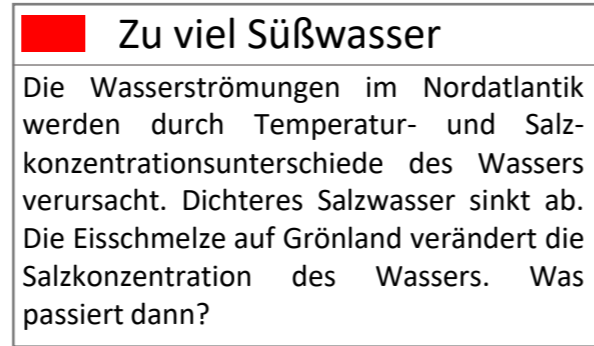 Zu viel Süßwasser
Die Wasserströmungen im Nordatlantik
werden durch Temperatur- und Salz-
konzentrationsunterschiede des Wassers
verursacht. Dichteres Salzwasser sinkt ab.
Die Eisschmelze auf Grönland verändert die
Salzkonzentration des Wassers. Was
passiert dann?